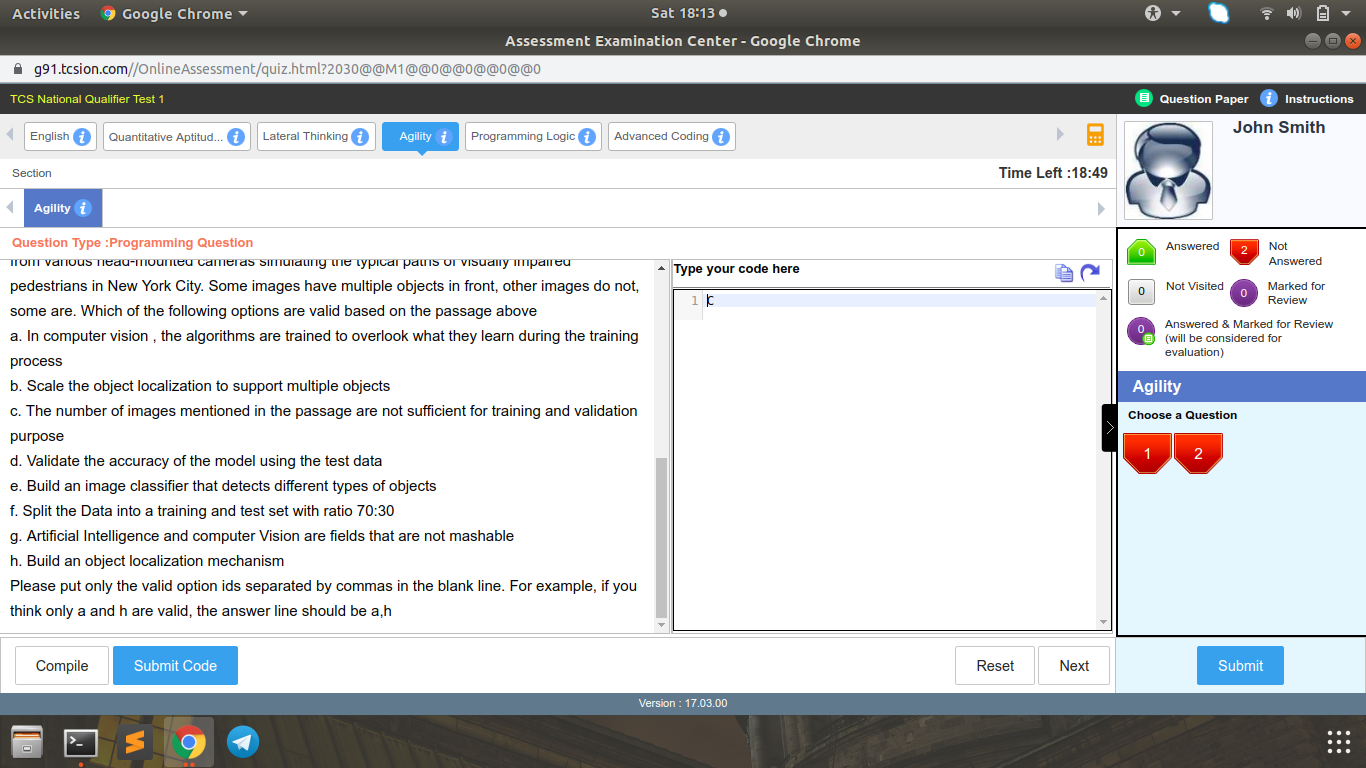 Activities
Google Chrome
Sat 18:13
Assessment Examination Center - Google Chrome
g91.tcsion.com//OnlineAssessment/quiz.html?2030@@M1@@0@@0@@0@@0
TCS National Qualifier Test 1
Question Paper
i
Instructions
English i
Quantitative Aptitud... i
Lateral Thinking i
Agility i
Programming Logic i
Advanced Coding i
John Smith
Section
Time Left :18:49
Agility i
Question Type :Programming Question
from various head-mounted cameras simulating the typical paths of visually impaired
pedestrians in New York City. Some images have multiple objects in front, other images do not,
some are. Which of the following options are valid based on the passage above
a. In computer vision , the algorithms are trained to overlook what they learn during the training
process
b. Scale the object localization to support multiple objects
c. The number of images mentioned in the passage are not sufficient for training and validation
purpose
d. Validate the accuracy of the model using the test data
e. Build an image classifier that detects different types of objects
f. Split the Data into a training and test set with ratio 70:30
g. Artificial Intelligence and computer Vision are fields that are not mashable
h. Build an object localization mechanism
Please put only the valid option ids separated by commas in the blank line. For example, if you
think only a and h are valid, the answer line should be a,h
Type your code here
1 c
0 Answered
2 Not
Answered
0 Not Visited
0 Marked for
Review
0 Answered & Marked for Review
(will be considered for
evaluation)
Agility
Choose a Question
1 2
Compile
Submit Code
Reset
Next
Submit
Version : 17.03.00